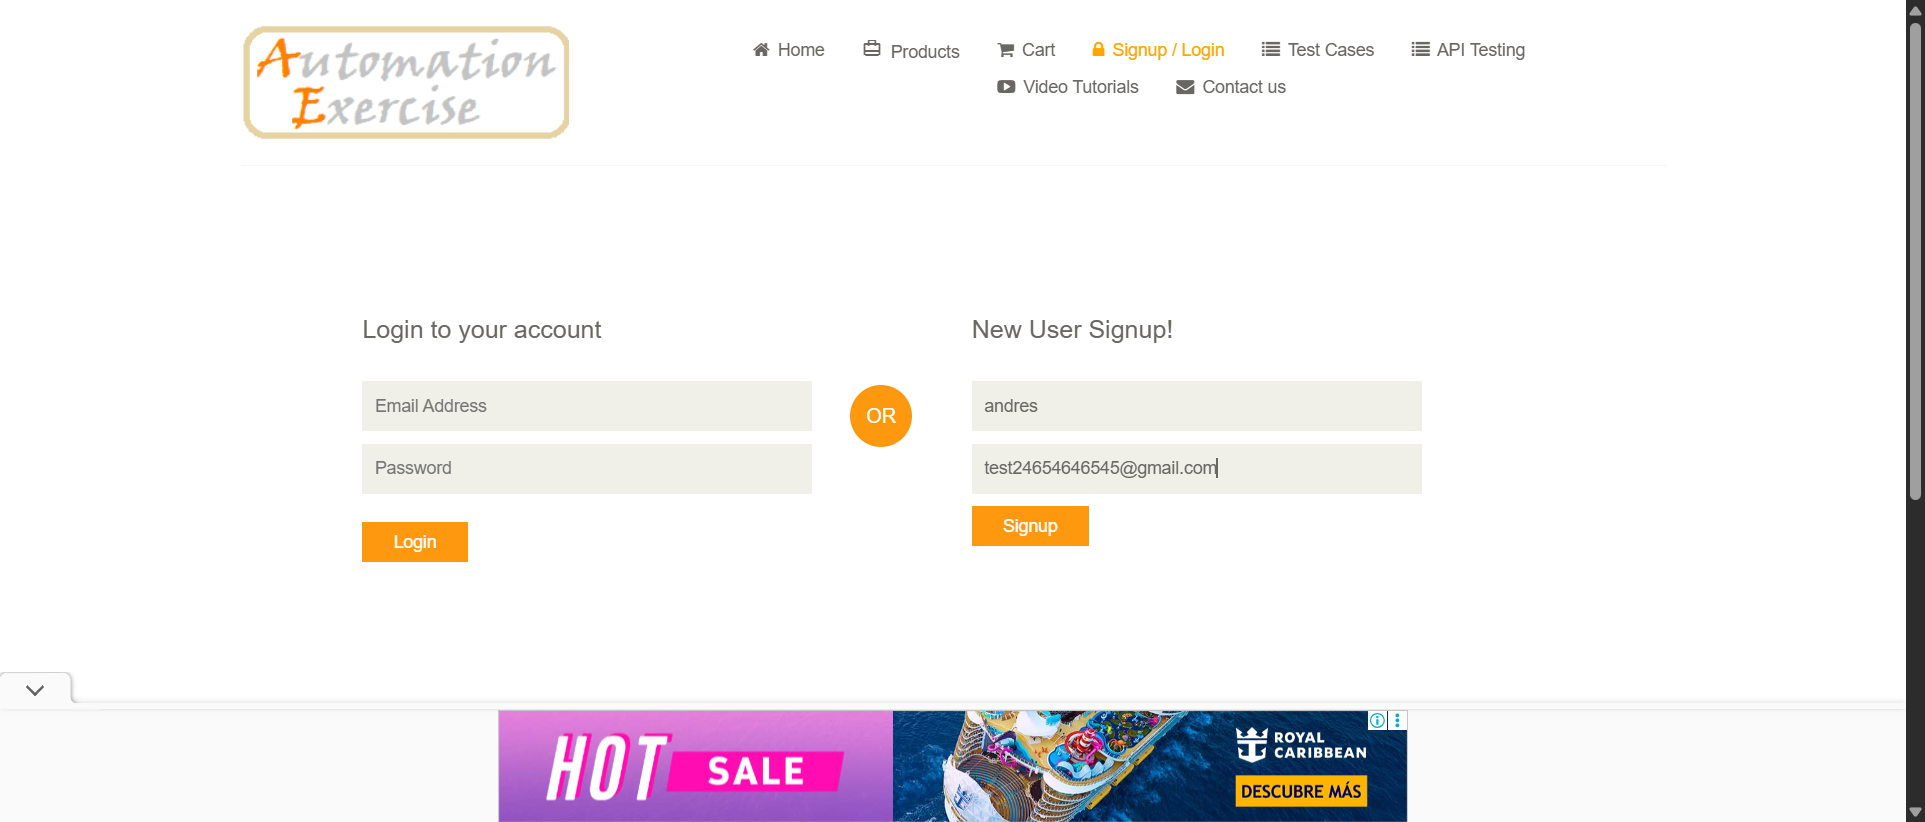 Automation
Exercise
Home
Products
Cart
Signup / Login
Test Cases
API Testing
Video Tutorials
Contact us
Login to your account
Email Address
Password
Login
OR
New User Signup!
andres
test24654646545@gmail.com
Signup
HOT SALE
ROYAL
CARIBBEAN
DESCUBRE MÁS